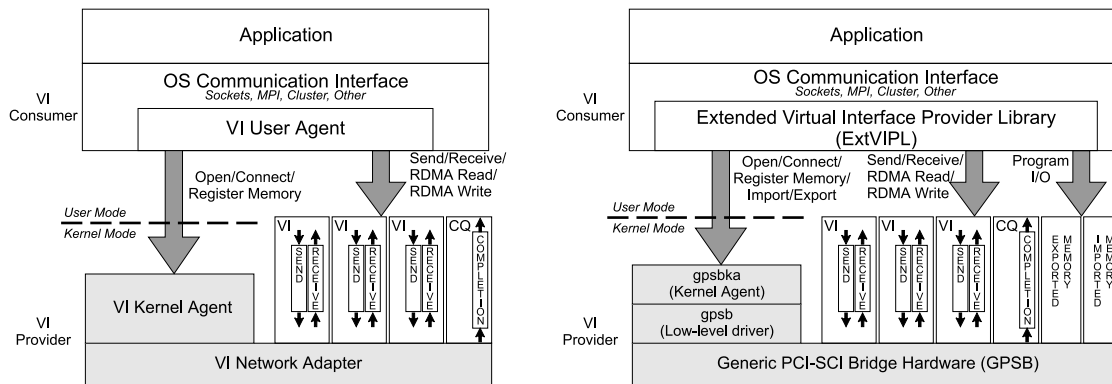 Application
OS Communication Interface
Sockets, MPI, Cluster, Other
VI
Consumer
VI User Agent
Open/Connect/
Register Memory
Send/Receive/
RDMA Read/
RDMA Write
User Mode
Kernel Mode
VI
SEND
RECEIVE
VI
SEND
RECEIVE
VI
SEND
RECEIVE
CQ
COMPLETION
VI Kernel Agent
VI
Provider
VI Network Adapter
Application
OS Communication Interface
Sockets, MPI, Cluster, Other
VI
Consumer
Extended Virtual Interface Provider Library
(ExtVIPL)
Open/Connect/
Register Memory/
Import/Export
Send/Receive/
RDMA Read/
RDMA Write
Program
I/O
User Mode
Kernel Mode
VI
SEND
RECEIVE
VI
SEND
RECEIVE
VI
SEND
RECEIVE
CQ
COMPLETION
EXPORTED
MEMORY
IMPORTED
MEMORY
gpsbka
(Kernel Agent)
gpsb
(Low-level driver)
VI
Provider
Generic PCI-SCI Bridge Hardware (GPSB)